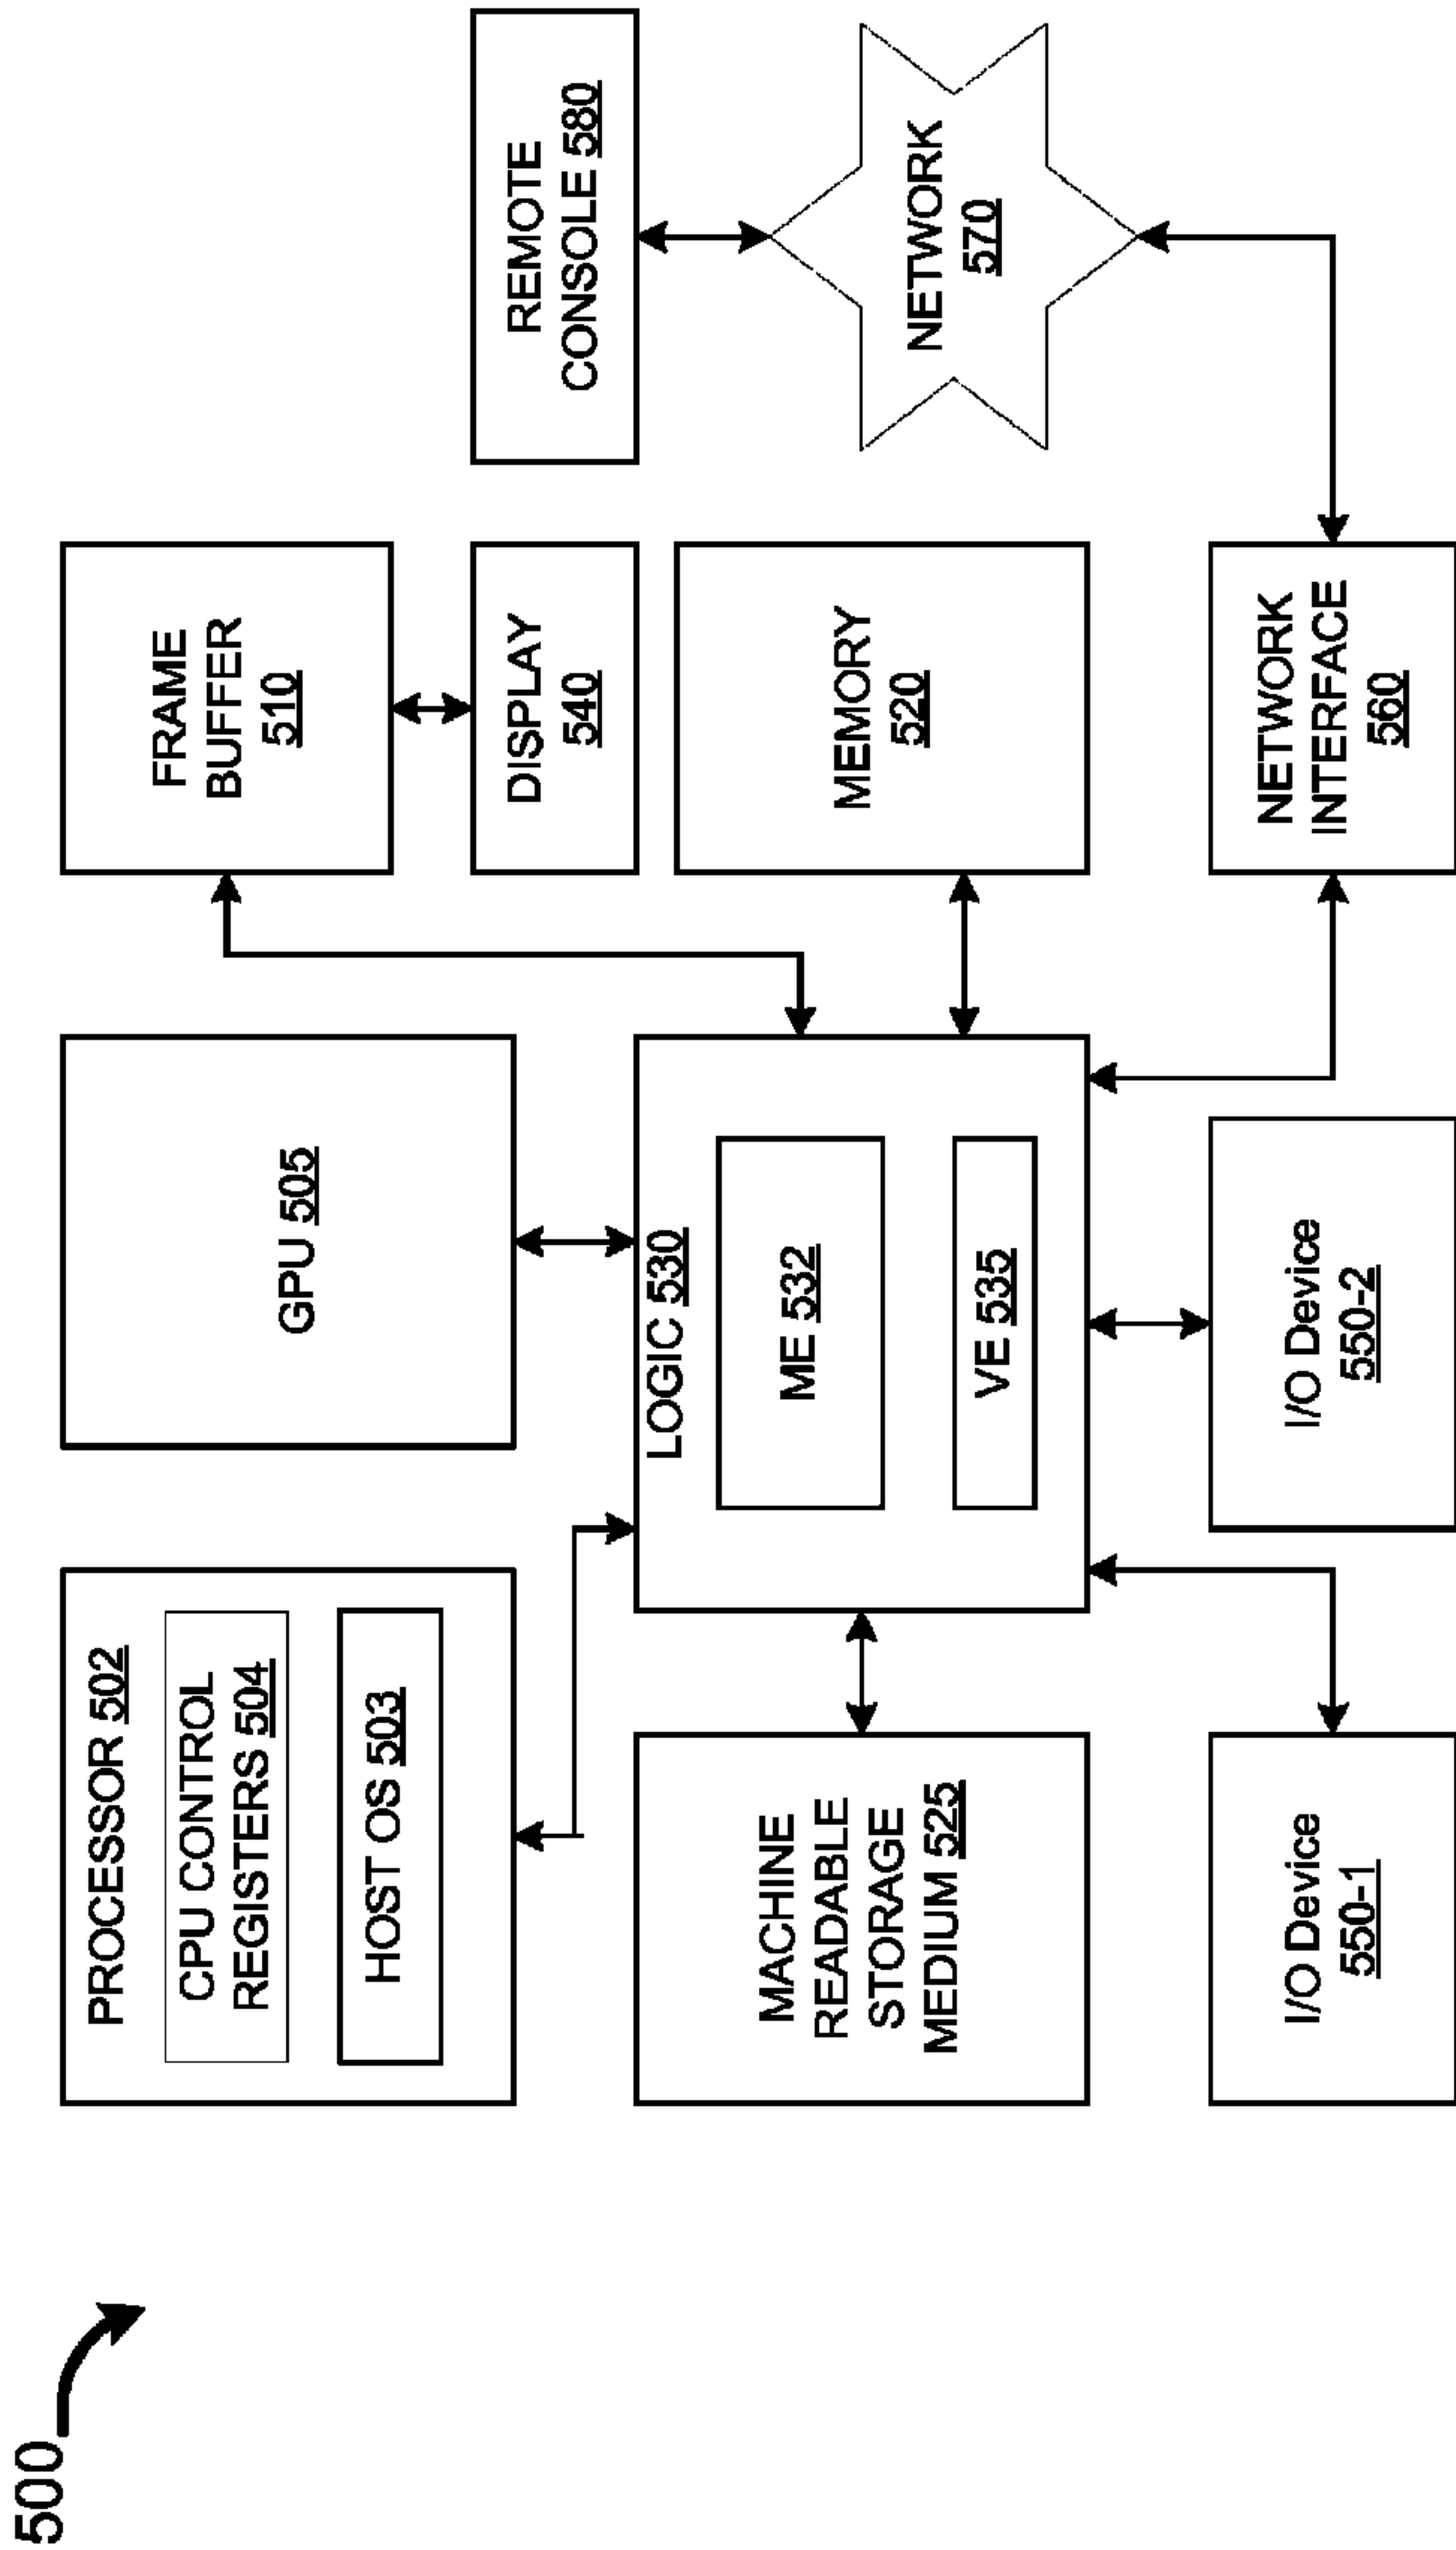 500
PROCESSOR 502
CPU CONTROL
REGISTERS 504
HOST OS 503
GPU 505
FRAME
BUFFER
510
DISPLAY
540
REMOTE
CONSOLE 580
MACHINE
READABLE
STORAGE
MEDIUM 525
LOGIC 530
ME 532
VE 535
MEMORY
520
NETWORK
570
I/O Device
550-1
I/O Device
550-2
NETWORK
INTERFACE
560